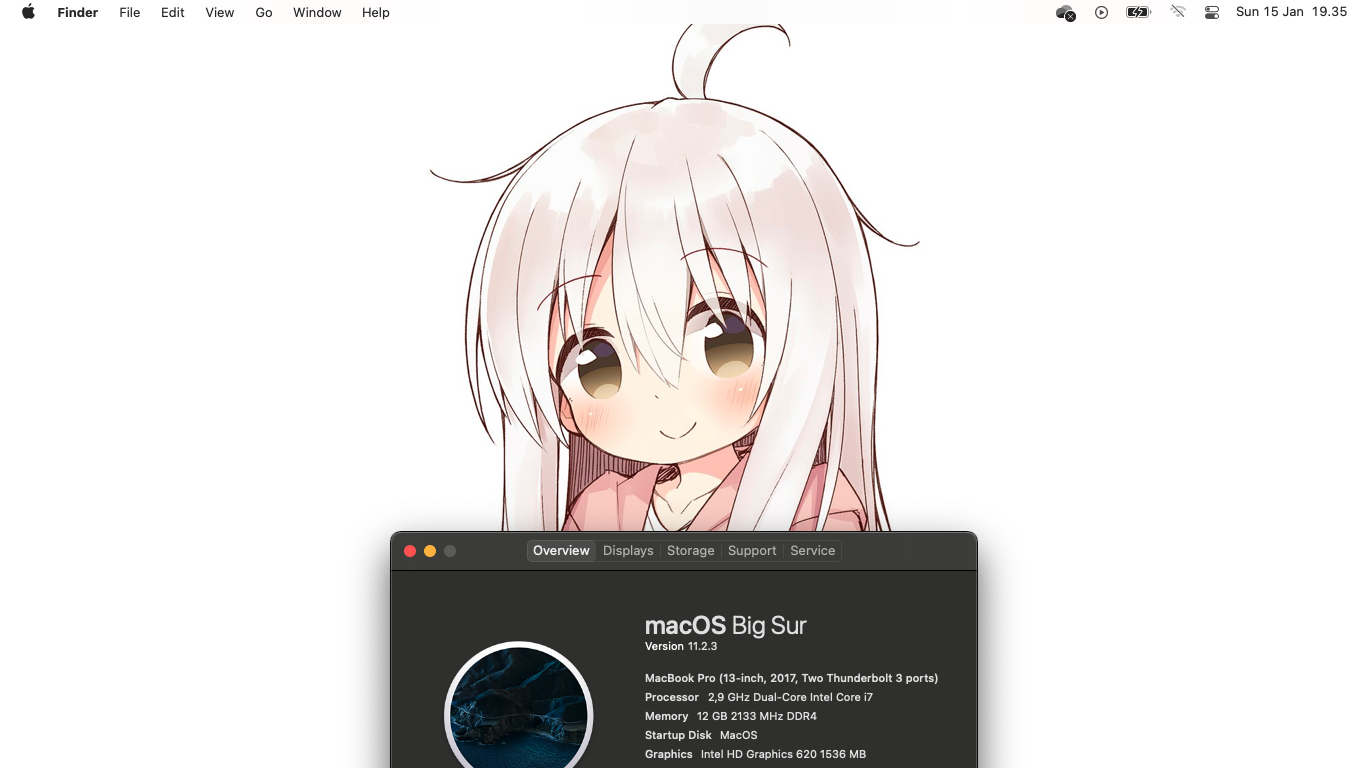 Finder File Edit View Go Window Help Sun 15 Jan 19.35
Overview Displays Storage Support Service
macOS Big Sur
Version 11.2.3
MacBook Pro (13-inch, 2017, Two Thunderbolt 3 ports)
Processor 2,9 GHz Dual-Core Intel Core i7
Memory 12 GB 2133 MHz DDR4
Startup Disk MacOS
Graphics Intel HD Graphics 620 1536 MB